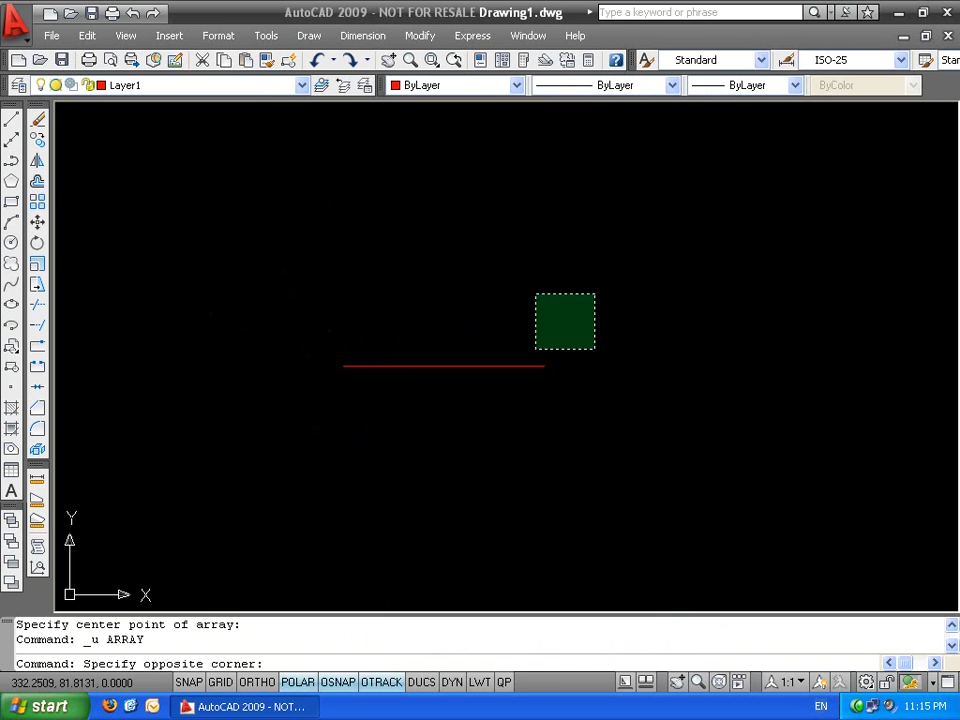 AutoCAD 2009 - NOT FOR RESALE Drawing1.dwg
Type a keyword or phrase
File Edit View Insert Format Tools Draw Dimension Modify Express Window Help
Standard
ISO-25
Layer1
ByLayer
ByLayer
ByLayer
ByColor
A
Y
X
Specify center point of array:
Command: _u ARRAY
Command: Specify opposite corner:
332.2509, 81.8131, 0.0000
SNAP GRID ORTHO POLAR OSNAP OTRACK DUCS DYN LWT QP
1:1
start
AutoCAD 2009 - NOT...
EN
11:15 PM